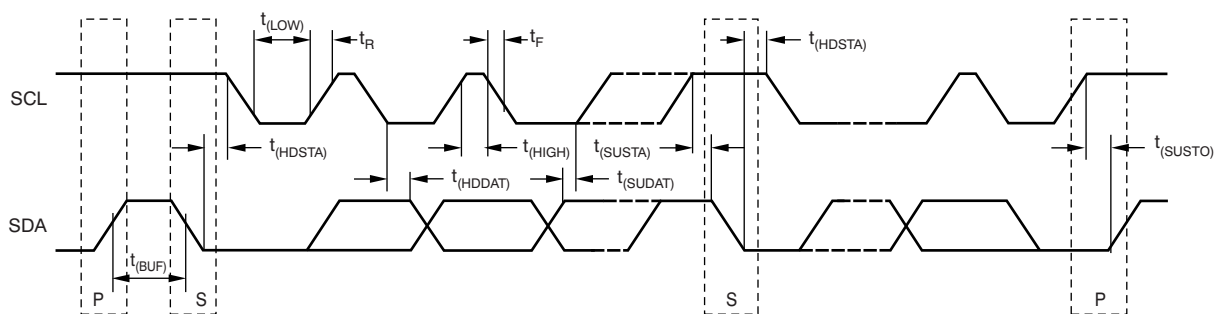 t(LOW)
tR
tF
t(HDSTA)
SCL
t(HDSTA)
t(HIGH)
t(SUSTA)
t(SUSTO)
t(HDDAT)
t(SUDAT)
SDA
t(BUF)
P
S
S
P